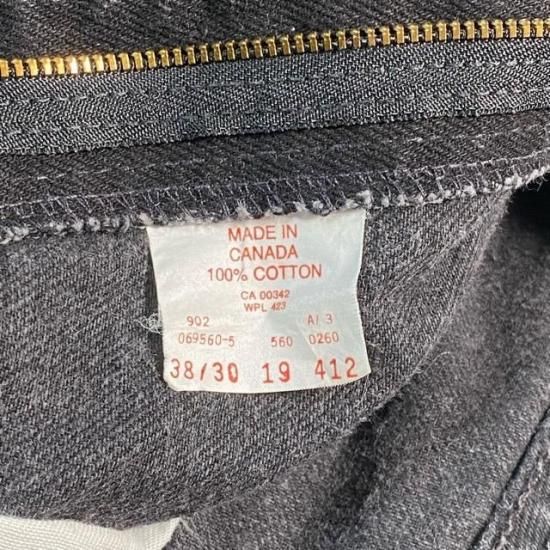 MADE IN
CANADA
100% COTTON
CA 00342
WPL 423
902 A/ 3
069560-5 560 0260
38/30 19 412